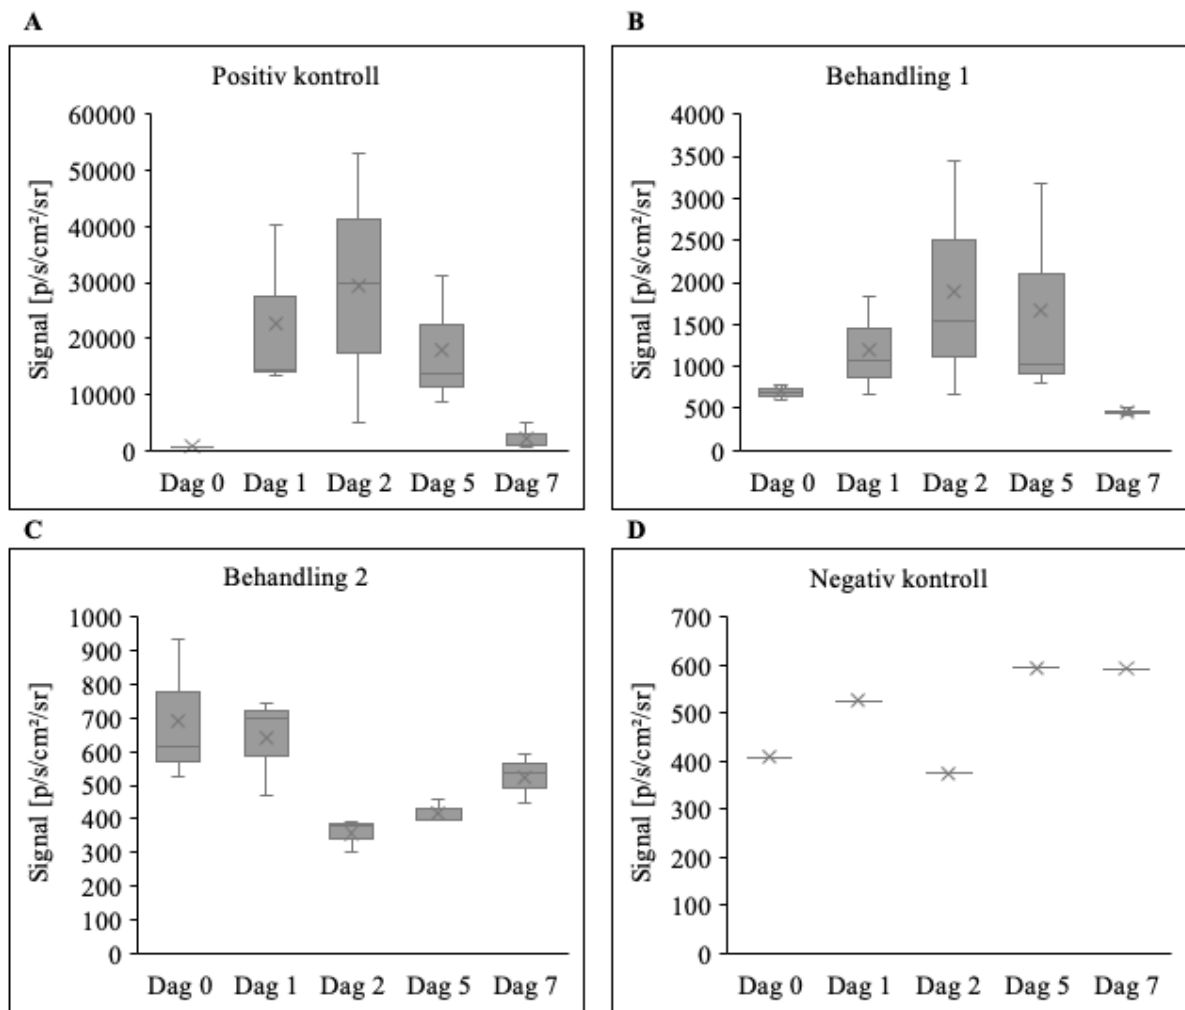 A
Positiv kontroll
Signal [p/s/cm²/sr]
60000
50000
40000
30000
20000
10000
0
Dag 0 Dag 1 Dag 2 Dag 5 Dag 7
B
Behandling 1
Signal [p/s/cm²/sr]
4000
3500
3000
2500
2000
1500
1000
500
0
Dag 0 Dag 1 Dag 2 Dag 5 Dag 7
C
Behandling 2
Signal [p/s/cm²/sr]
1000
900
800
700
600
500
400
300
200
100
0
Dag 0 Dag 1 Dag 2 Dag 5 Dag 7
D
Negativ kontroll
Signal [p/s/cm²/sr]
700
600
500
400
300
200
100
0
Dag 0 Dag 1 Dag 2 Dag 5 Dag 7